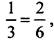 1/3 = 2/6,